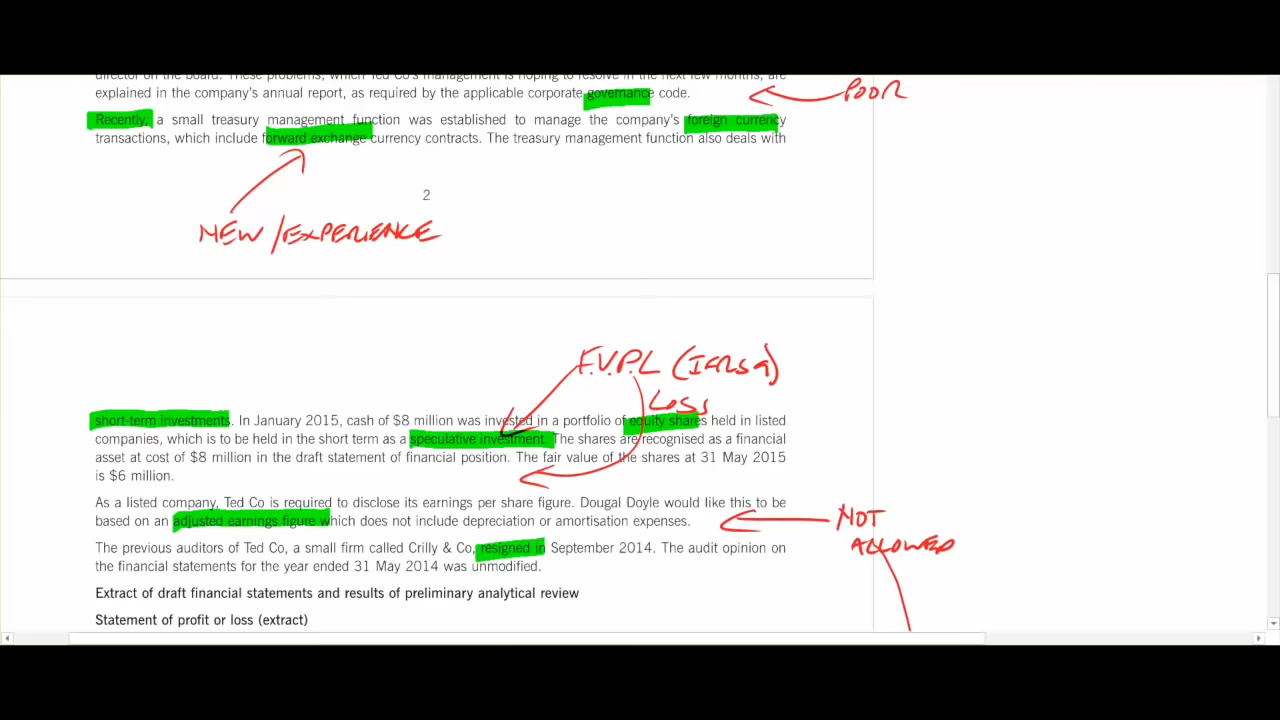 director on the board. These problems, which Ted Co's management is hoping to resolve in the next few months, are
explained in the company's annual report, as required by the applicable corporate governance code.
POOR
Recently, a small treasury management function was established to manage the company's foreign currency
transactions, which include forward exchange currency contracts. The treasury management function also deals with
2
NEW/EXPERIENCE
F.V.P.L (IFRS 9)
LOSS
short-term investments. In January 2015, cash of $8 million was invested in a portfolio of equity shares held in listed
companies, which is to be held in the short term as a speculative investment. The shares are recognised as a financial
asset at cost of $8 million in the draft statement of financial position. The fair value of the shares at 31 May 2015
is $6 million.
As a listed company, Ted Co is required to disclose its earnings per share figure. Dougal Doyle would like this to be
based on an adjusted earnings figure which does not include depreciation or amortisation expenses.
NOT
ALLOWED
The previous auditors of Ted Co, a small firm called Crilly & Co, resigned in September 2014. The audit opinion on
the financial statements for the year ended 31 May 2014 was unmodified.
Extract of draft financial statements and results of preliminary analytical review
Statement of profit or loss (extract)